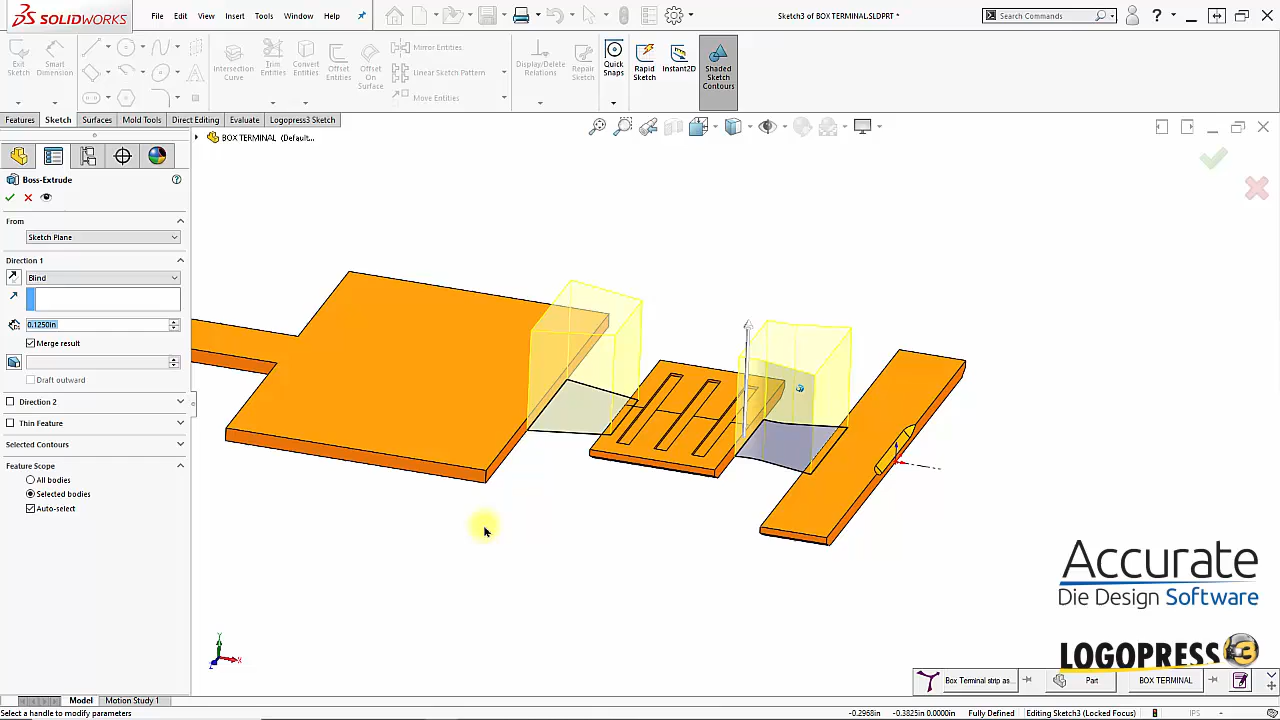 SOLIDWORKS
File Edit View Insert Tools Window Help
Sketch3 of BOX TERMINAL.SLDPRT *
Search Commands
?
Exit Sketch
Smart Dimension
Intersection Curve
Trim Entities
Convert Entities
Offset Entities
Offset On Surface
Mirror Entities
Linear Sketch Pattern
Move Entities
Display/Delete Relations
Repair Sketch
Quick Snaps
Rapid Sketch
Instant2D
Shaded Sketch Contours
Features Sketch Surfaces Mold Tools Direct Editing Evaluate Logopress3 Sketch
BOX TERMINAL (Default...
Boss-Extrude
From
Sketch Plane
Direction 1
Blind
0.1250in
Merge result
Draft outward
Direction 2
Thin Feature
Selected Contours
Feature Scope
All bodies
Selected bodies
Auto-select
Y
X
Z
Accurate
Die Design Software
LOGOPRESS3
Box Terminal strip as...
Part
BOX TERMINAL
Model Motion Study 1
Select a handle to modify parameters
-0.2968in -0.3825in 0.0000in Fully Defined Editing Sketch3 (Locked Focus) IPS -